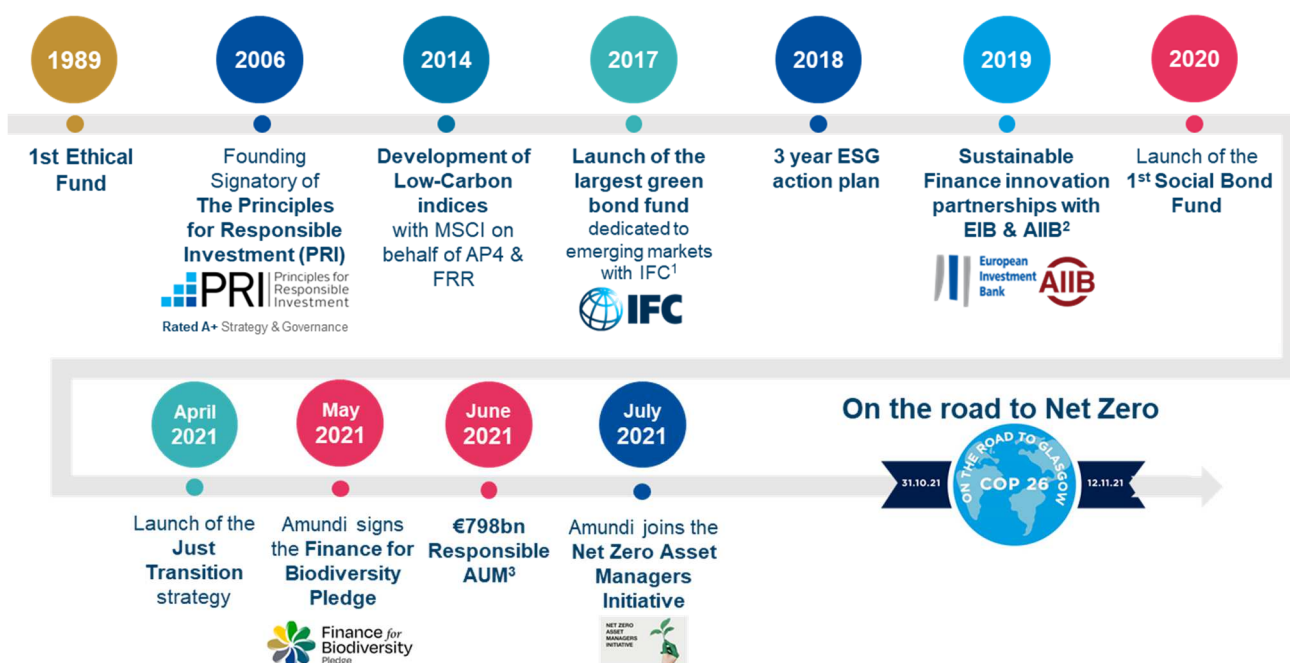 1989
1st Ethical
Fund
2006
Founding
Signatory of
The Principles
for Responsible
Investment (PRI)
PRI
Principles for
Responsible
Investment
Rated A+ Strategy & Governance
2014
Development of
Low-Carbon
indices
with MSCI on
behalf of AP4 &
FRR
2017
Launch of the
largest green
bond fund
dedicated to
emerging markets
with IFC¹
IFC
2018
3 year ESG
action plan
2019
Sustainable
Finance innovation
partnerships with
EIB & AIIB²
European
Investment
Bank
AIIB
2020
Launch of the
1st Social Bond
Fund
April
2021
Launch of the
Just
Transition
strategy
May
2021
Amundi signs
the Finance for
Biodiversity
Pledge
Finance for
Biodiversity
Pledge
June
2021
€798bn
Responsible
AUM³
July
2021
Amundi joins the
Net Zero Asset
Managers
Initiative
NET ZERO
ASSET
MANAGERS
INITIATIVE
On the road to Net Zero
31.10.21
ON THE ROAD TO GLASGOW
COP 26
12.11.21